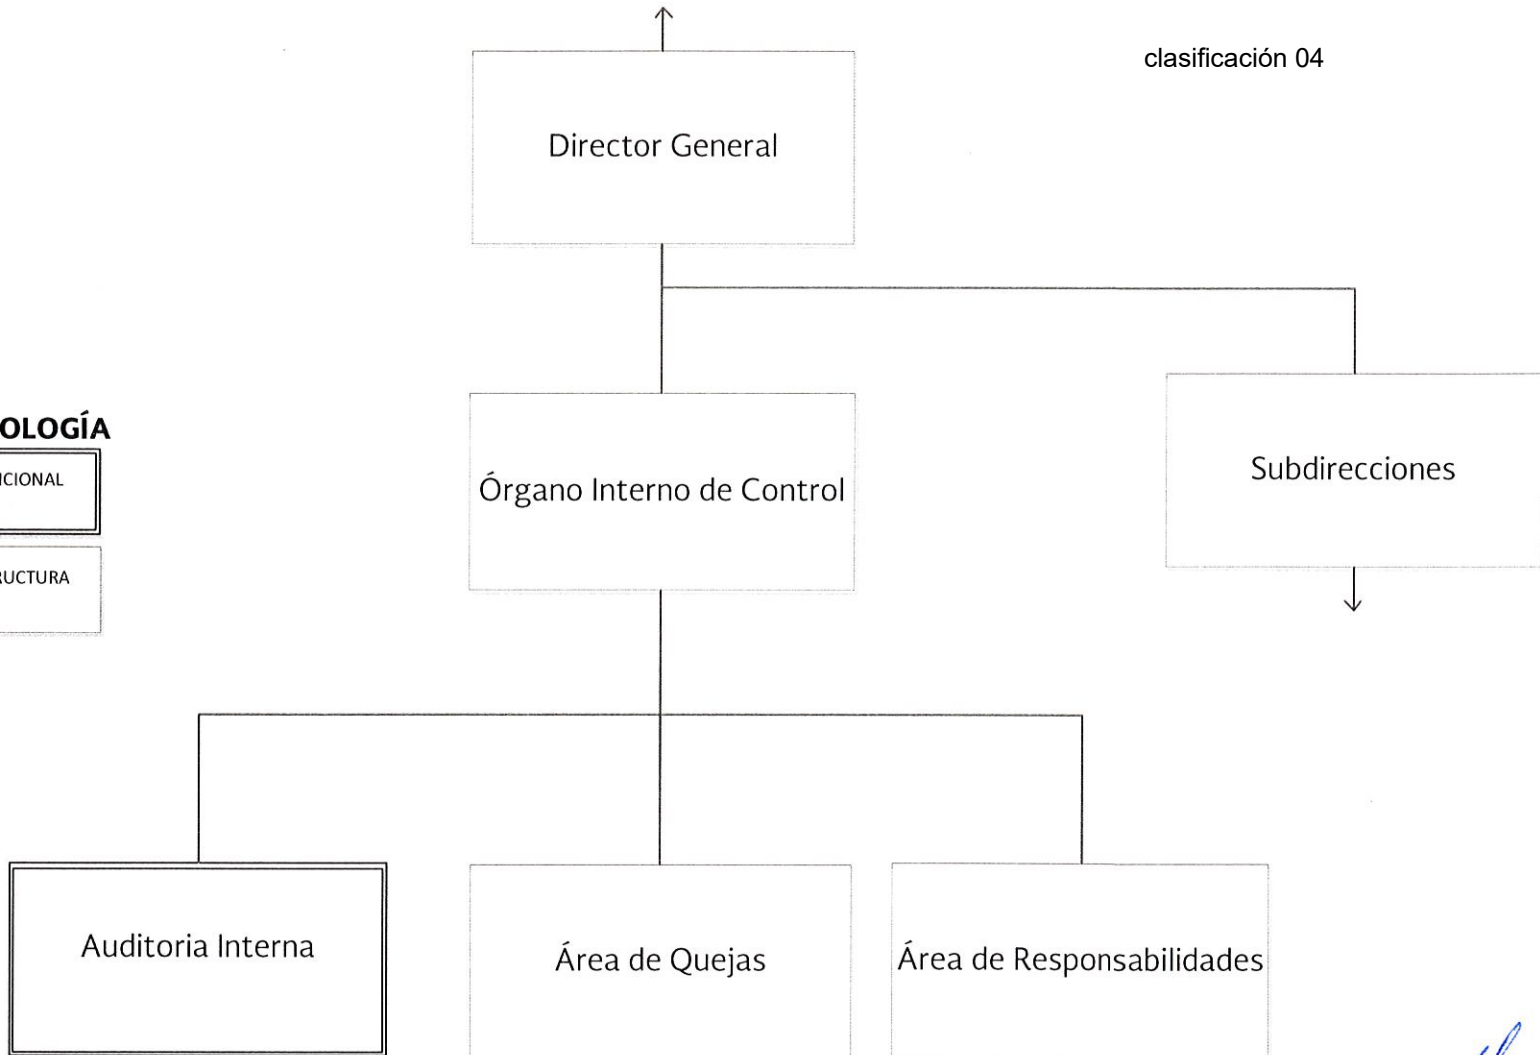 clasificación 04
Director General
OLOGÍA
CIONAL
RUCTURA
Órgano Interno de Control
Subdirecciones
Auditoria Interna
Área de Quejas
Área de Responsabilidades